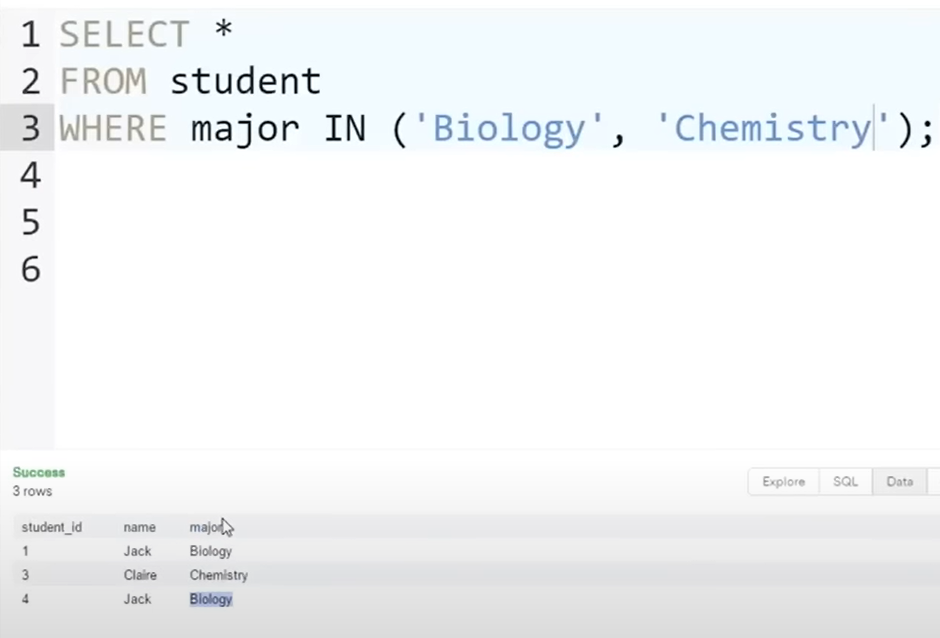 1 SELECT *
2 FROM student
3 WHERE major IN ('Biology', 'Chemistry');
4
5
6
Success
3 rows
Explore SQL Data
student_id name major
1 Jack Biology
3 Claire Chemistry
4 Jack Biology